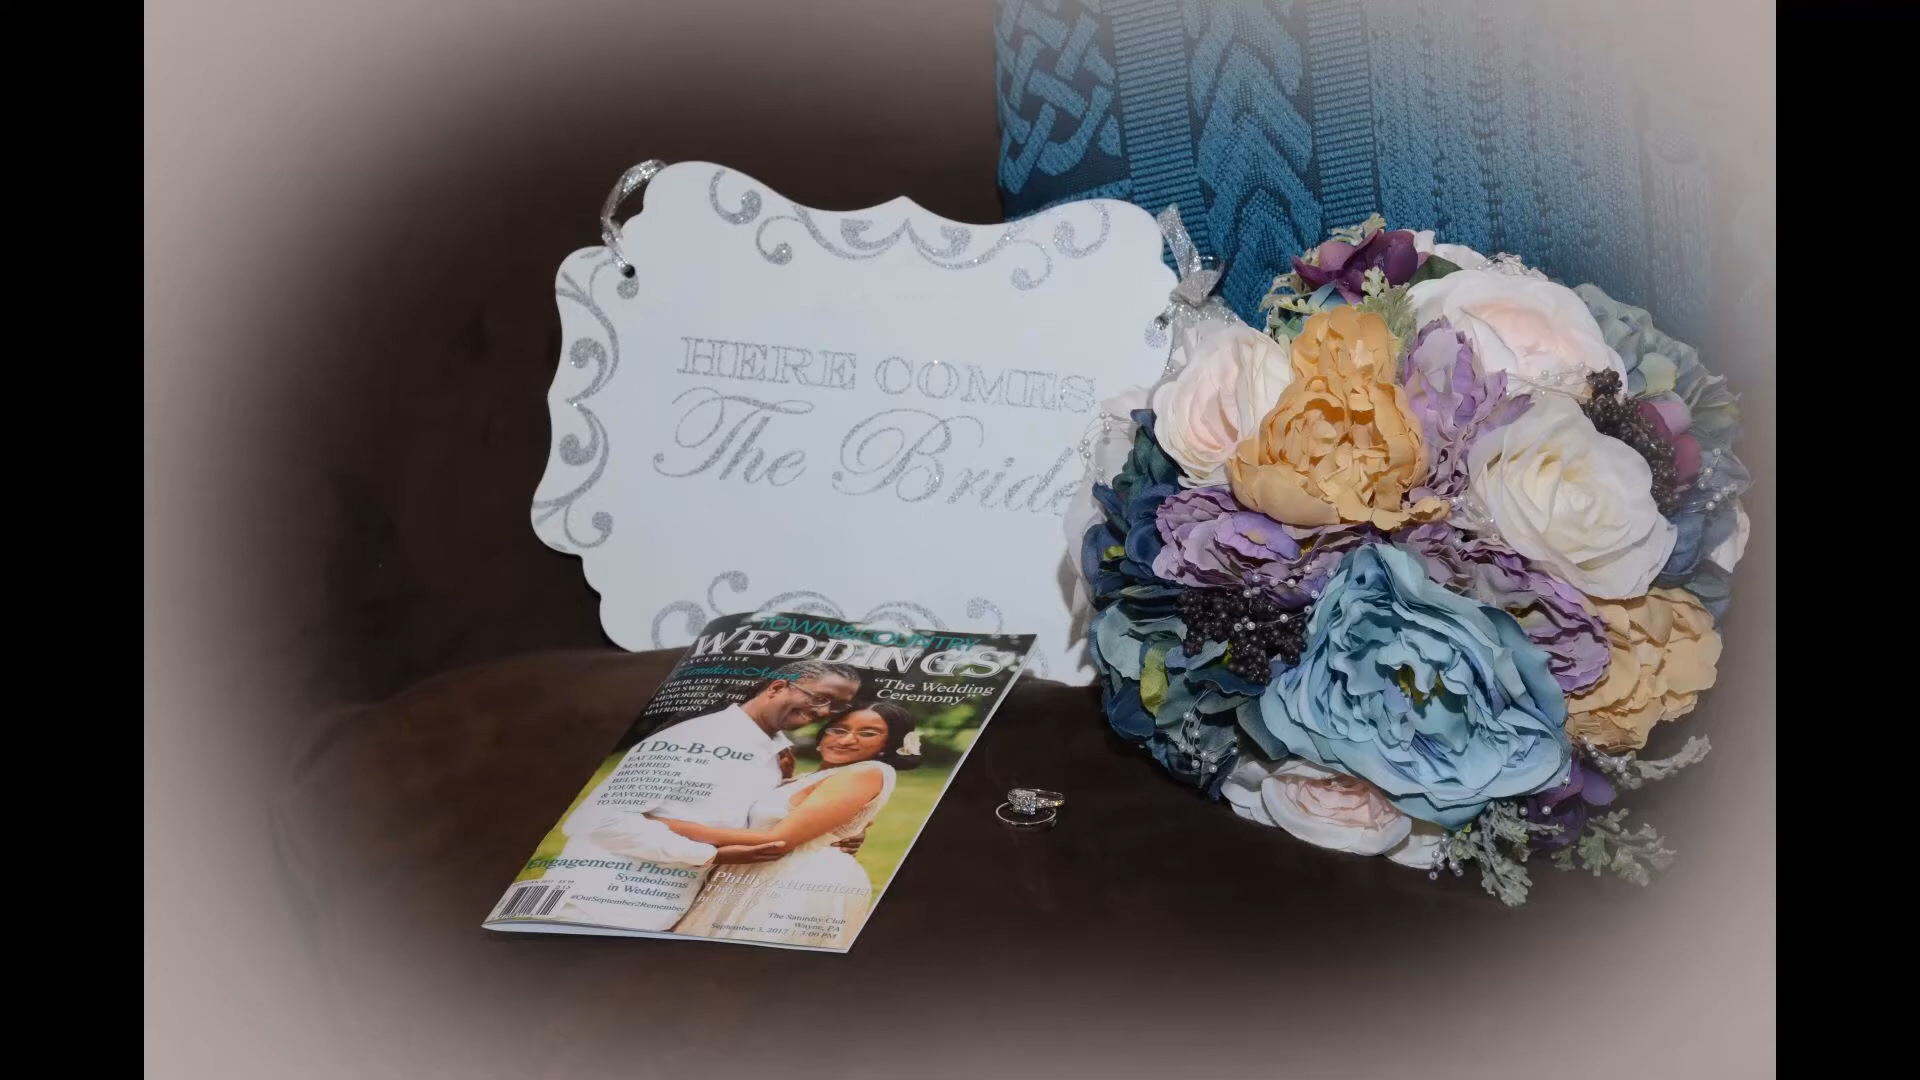 HERE COMES
The Bride
TOWN&COUNTRY
WEDDINGS
EXCLUSIVE
THEIR LOVE STORY
AND SWEET
MEMORIES ON THE
PATH TO HOLY
MATRIMONY
"The Wedding
Ceremony"
I Do-B-Que
EAT DRINK & BE
MARRIED
BRING YOUR
BELOVED BLANKET,
YOUR COMFY CHAIR
& FAVORITE FOOD
TO SHARE
Engagement Photos
Symbolisms
in Weddings
#OurSeptember2Remember
Philly Attractions
The Saturday Club
Wayne, PA
September 3, 2017 | 3:00 PM